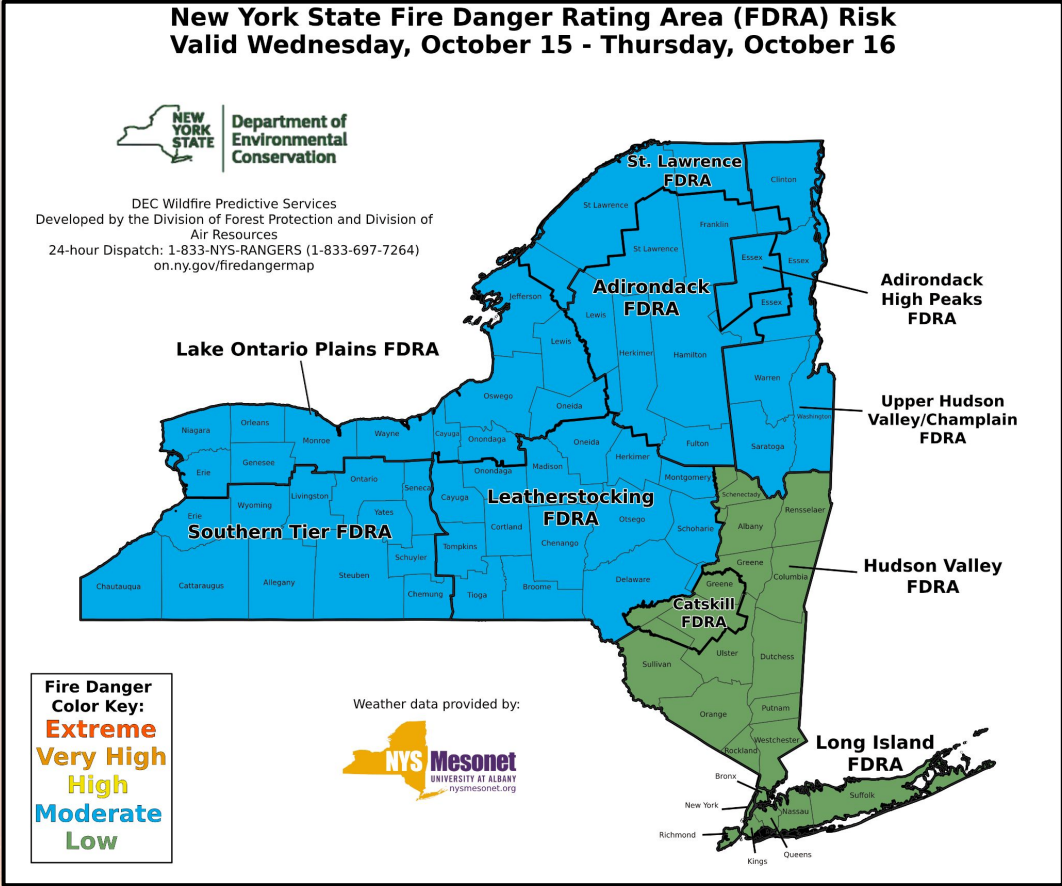 New York State Fire Danger Rating Area (FDRA) Risk
Valid Wednesday, October 15 - Thursday, October 16
NEW
YORK
STATE
Department of
Environmental
Conservation
DEC Wildfire Predictive Services
Developed by the Division of Forest Protection and Division of
Air Resources
24-hour Dispatch: 1-833-NYS-RANGERS (1-833-697-7264)
on.ny.gov/firedangermap
St. Lawrence
FDRA
Clinton
St Lawrence
Franklin
St Lawrence
Essex
Essex
Adirondack
High Peaks
FDRA
Adirondack
FDRA
Jefferson
Essex
Lewis
Lewis
Herkimer
Hamilton
Lake Ontario Plains FDRA
Warren
Oswego
Oneida
Upper Hudson
Valley/Champlain
FDRA
Washington
Niagara
Orleans
Monroe
Wayne
Cayuga
Onondaga
Oneida
Fulton
Saratoga
Erie
Genesee
Herkimer
Madison
Onondaga
Ontario
Seneca
Montgomery
Livingston
Cayuga
Leatherstocking
FDRA
Schenectady
Wyoming
Erie
Yates
Otsego
Rensselaer
Southern Tier FDRA
Cortland
Schoharie
Albany
Chenango
Tompkins
Schuyler
Greene
Hudson Valley
FDRA
Columbia
Steuben
Delaware
Greene
Chautauqua
Cattaraugus
Allegany
Chemung
Tioga
Broome
Catskill
FDRA
Ulster
Dutchess
Sullivan
Fire Danger
Color Key:
Extreme
Very High
High
Moderate
Low
Weather data provided by:
NYS Mesonet
UNIVERSITY AT ALBANY
nysmesonet.org
Orange
Putnam
Westchester
Rockland
Long Island
FDRA
Bronx
Suffolk
New York
Nassau
Richmond
Kings
Queens